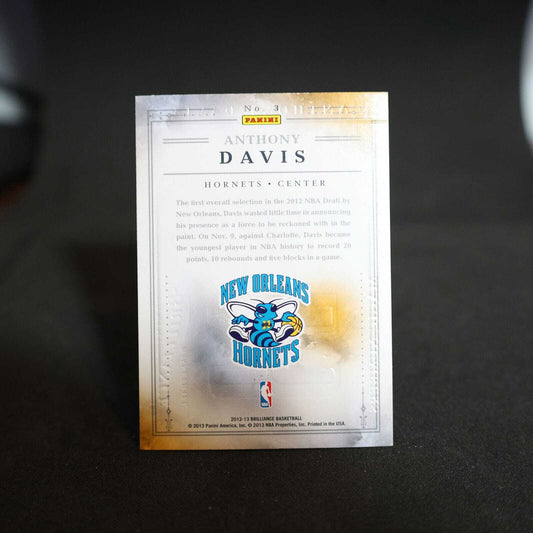 No. 3
PANINI
ANTHONY
DAVIS
HORNETS • CENTER
The first overall selection in the 2012 NBA Draft by
New Orleans, Davis wasted little time in announcing
his presence as a force to be reckoned with in the
paint. On Nov. 9, against Charlotte, Davis became
the youngest player in NBA history to record 20
points, 10 rebounds and five blocks in a game.
NEW ORLEANS
HORNETS
2012-13 BRILLIANCE BASKETBALL
© 2013 Panini America, Inc. © 2013 NBA Properties, Inc. Printed in the USA.